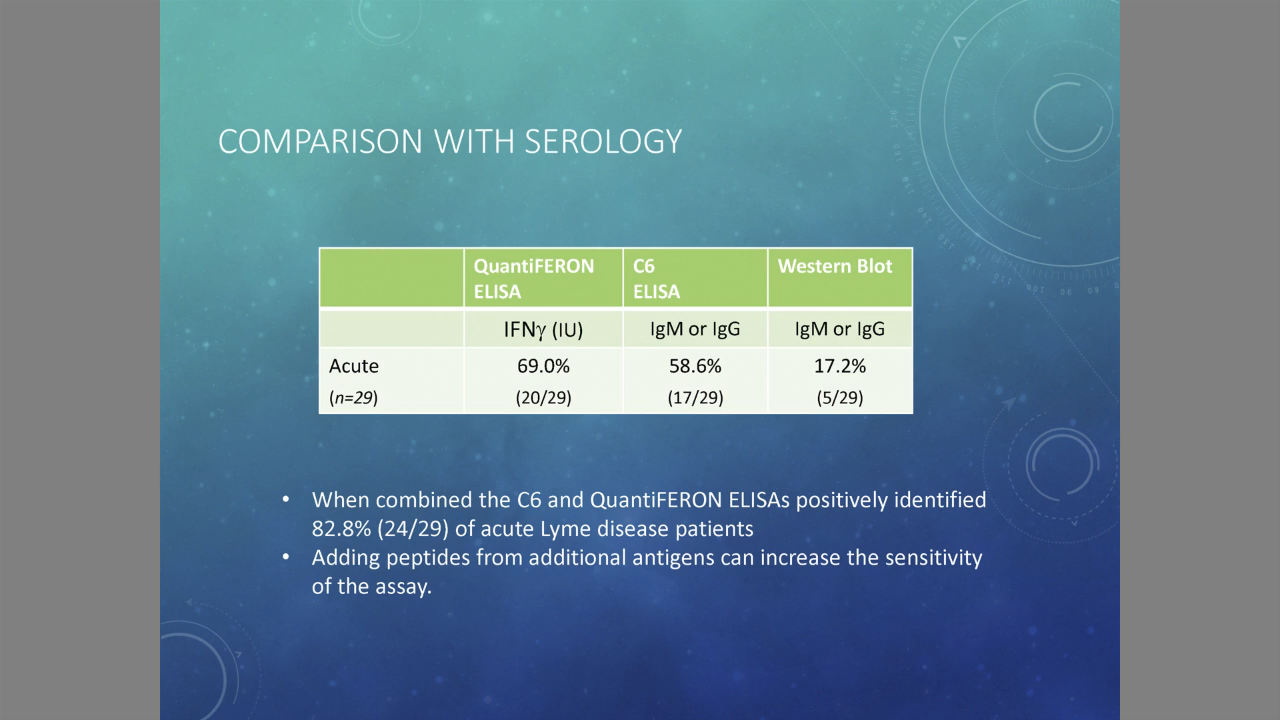 COMPARISON WITH SEROLOGY
QuantiFERON ELISA C6 ELISA Western Blot
IFNγ (IU) IgM or IgG IgM or IgG
Acute 69.0% 58.6% 17.2%
(n=29) (20/29) (17/29) (5/29)
• When combined the C6 and QuantiFERON ELISAs positively identified
82.8% (24/29) of acute Lyme disease patients
• Adding peptides from additional antigens can increase the sensitivity
of the assay.